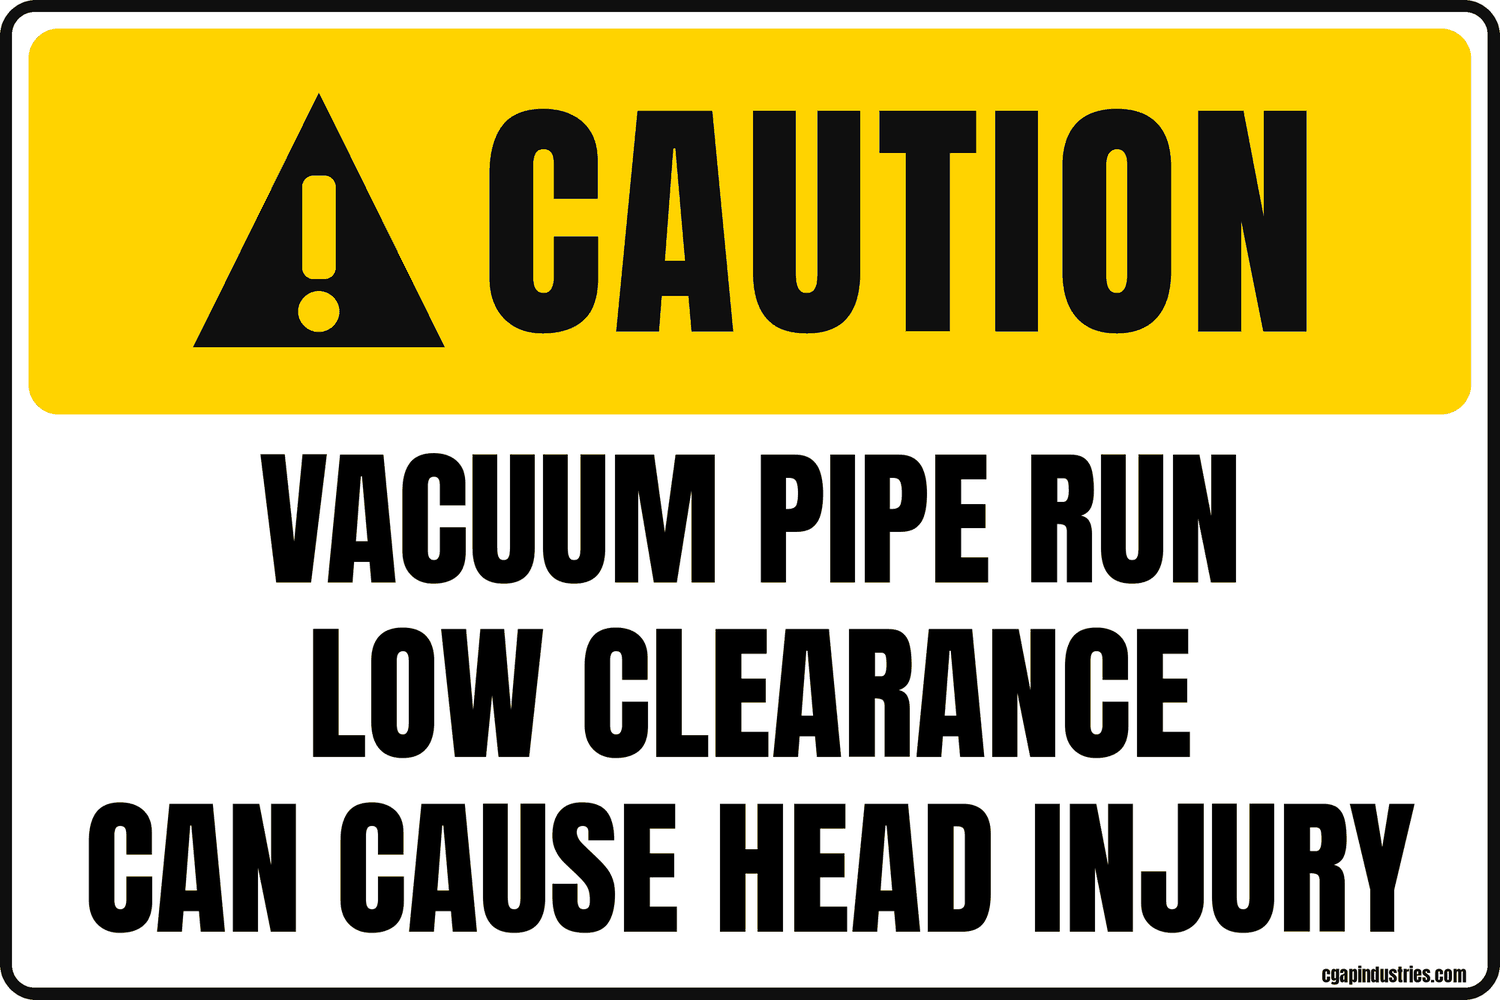 CAUTION
VACUUM PIPE RUN
LOW CLEARANCE
CAN CAUSE HEAD INJURY
cgapindustries.com